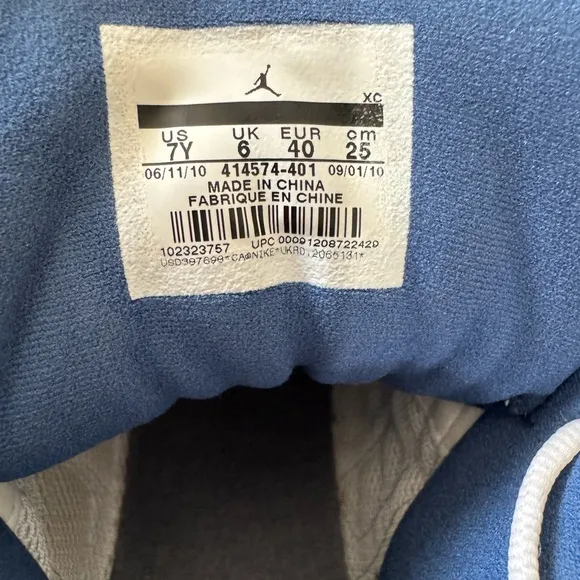 XC
US UK EUR cm
7Y 6 40 25
06/11/10 414574-401 09/01/10
MADE IN CHINA
FABRIQUE EN CHINE
102323757 UPC 00091208722420